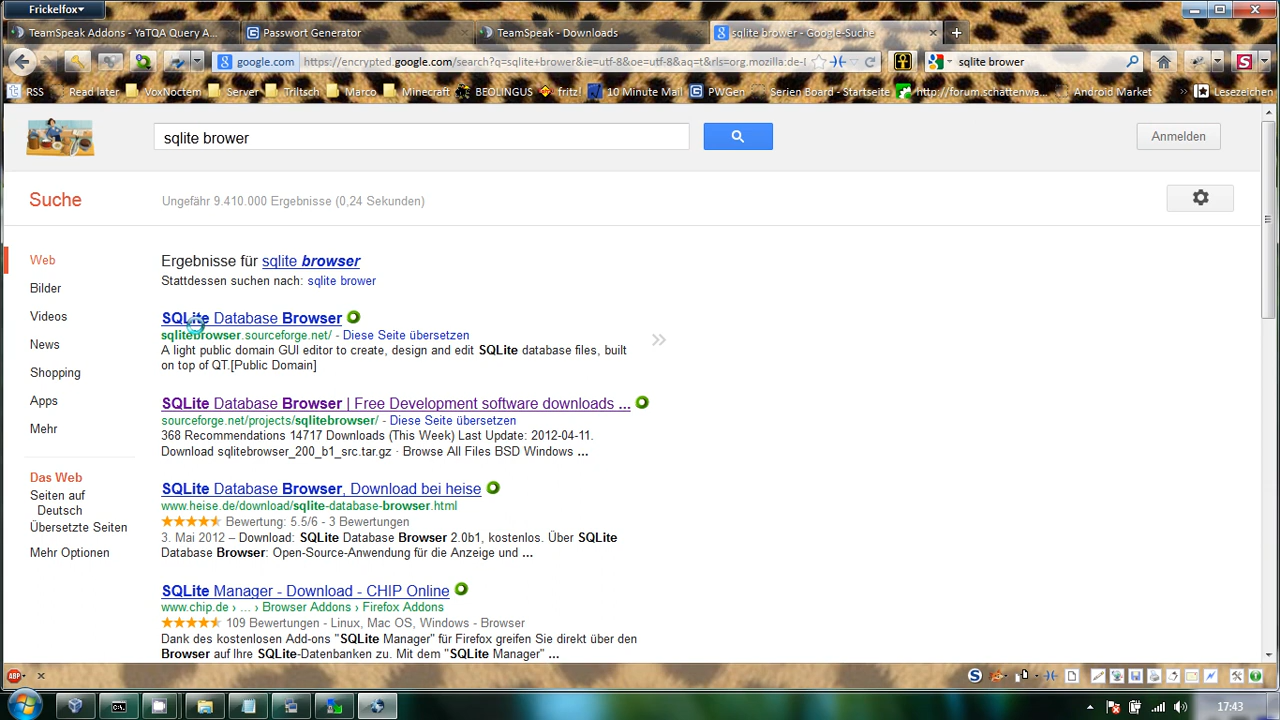 Frickelfox
TeamSpeak Addons - YaTQA Query A...
Passwort Generator
TeamSpeak - Downloads
sqlite brower - Google-Suche
google.com
https://encrypted.google.com/search?q=sqlite+brower&ie=utf-8&oe=utf-8&aq=t&rls=org.mozilla:de-
sqlite brower
RSS
Read later
VoxNoctem
Server
Triltsch
Marco
Minecraft
BEOLINGUS
fritz!
10 Minute Mail
PWGen
Serien Board - Startseite
http://forum.schattenwa...
Android Market
Lesezeichen
sqlite brower
Anmelden
Suche
Ungefähr 9.410.000 Ergebnisse (0,24 Sekunden)
Web
Bilder
Videos
News
Shopping
Apps
Mehr
Das Web
Seiten auf
Deutsch
Übersetzte Seiten
Mehr Optionen
Ergebnisse für sqlite browser
Stattdessen suchen nach: sqlite brower
SQLite Database Browser
sqlitebrowser.sourceforge.net/ - Diese Seite übersetzen
A light public domain GUI editor to create, design and edit SQLite database files, built
on top of QT.[Public Domain]
SQLite Database Browser | Free Development software downloads ...
sourceforge.net/projects/sqlitebrowser/ - Diese Seite übersetzen
368 Recommendations 14717 Downloads (This Week) Last Update: 2012-04-11.
Download sqlitebrowser_200_b1_src.tar.gz · Browse All Files BSD Windows ...
SQLite Database Browser, Download bei heise
www.heise.de/download/sqlite-database-browser.html
Bewertung: 5.5/6 - 3 Bewertungen
3. Mai 2012 – Download: SQLite Database Browser 2.0b1, kostenlos. Über SQLite
Database Browser: Open-Source-Anwendung für die Anzeige und ...
SQLite Manager - Download - CHIP Online
www.chip.de › ... › Browser Addons › Firefox Addons
109 Bewertungen - Linux, Mac OS, Windows - Browser
Dank des kostenlosen Add-ons "SQLite Manager" für Firefox greifen Sie direkt über den
Browser auf Ihre SQLite-Datenbanken zu. Mit dem "SQLite Manager" ...
ABP
17:43